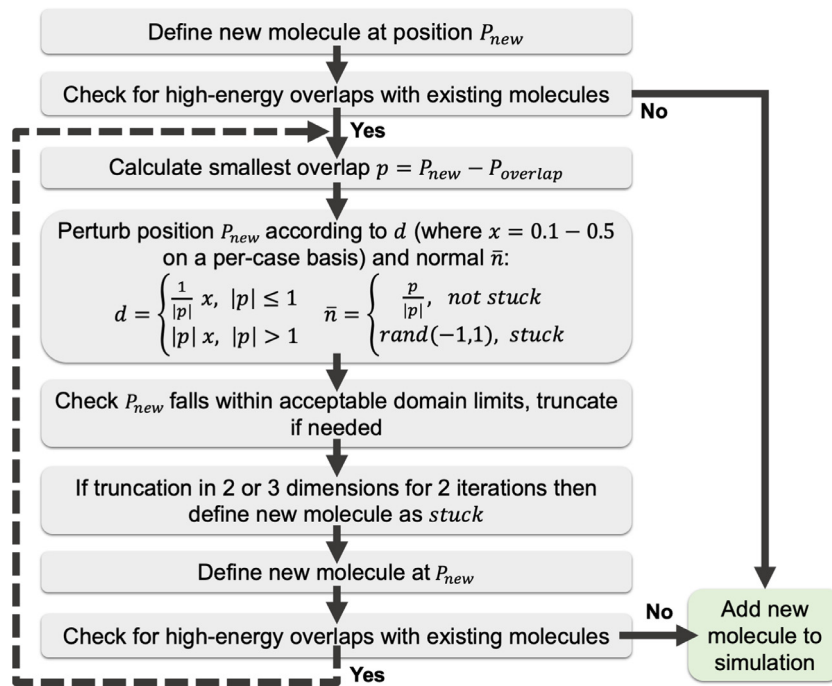 Define new molecule at position P_new
Check for high-energy overlaps with existing molecules
No
Yes
Calculate smallest overlap p = P_new − P_overlap
Perturb position P_new according to d (where x = 0.1 − 0.5
on a per-case basis) and normal n̄:
d = { 1/|p| x, |p| ≤ 1 n̄ = { p/|p|, not stuck
|p| x, |p| > 1 rand(−1,1), stuck
Check P_new falls within acceptable domain limits, truncate
if needed
If truncation in 2 or 3 dimensions for 2 iterations then
define new molecule as stuck
Define new molecule at P_new
Check for high-energy overlaps with existing molecules
No
Yes
Add new
molecule to
simulation